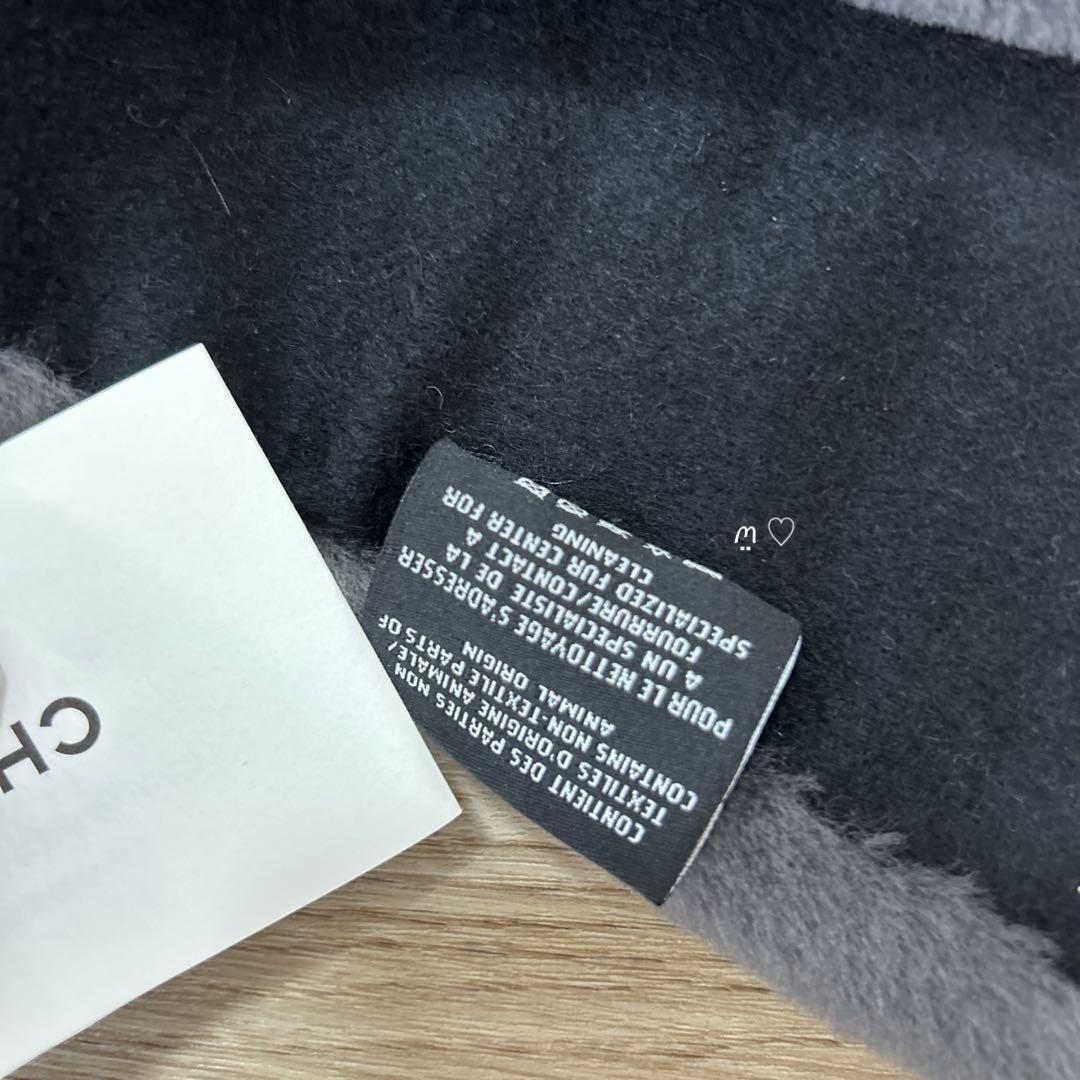 CONTIENT DES PARTIES NON
TEXTILES D'ORIGINE ANIMALE/
CONTAINS NON-TEXTILE PARTS OF
ANIMAL ORIGIN
POUR LE NETTOYAGE S'ADRESSER
A UN SPECIALISTE DE LA
FOURRURE/CONTACT A
SPECIALIZED FUR CENTER FOR
CLEANING
CH